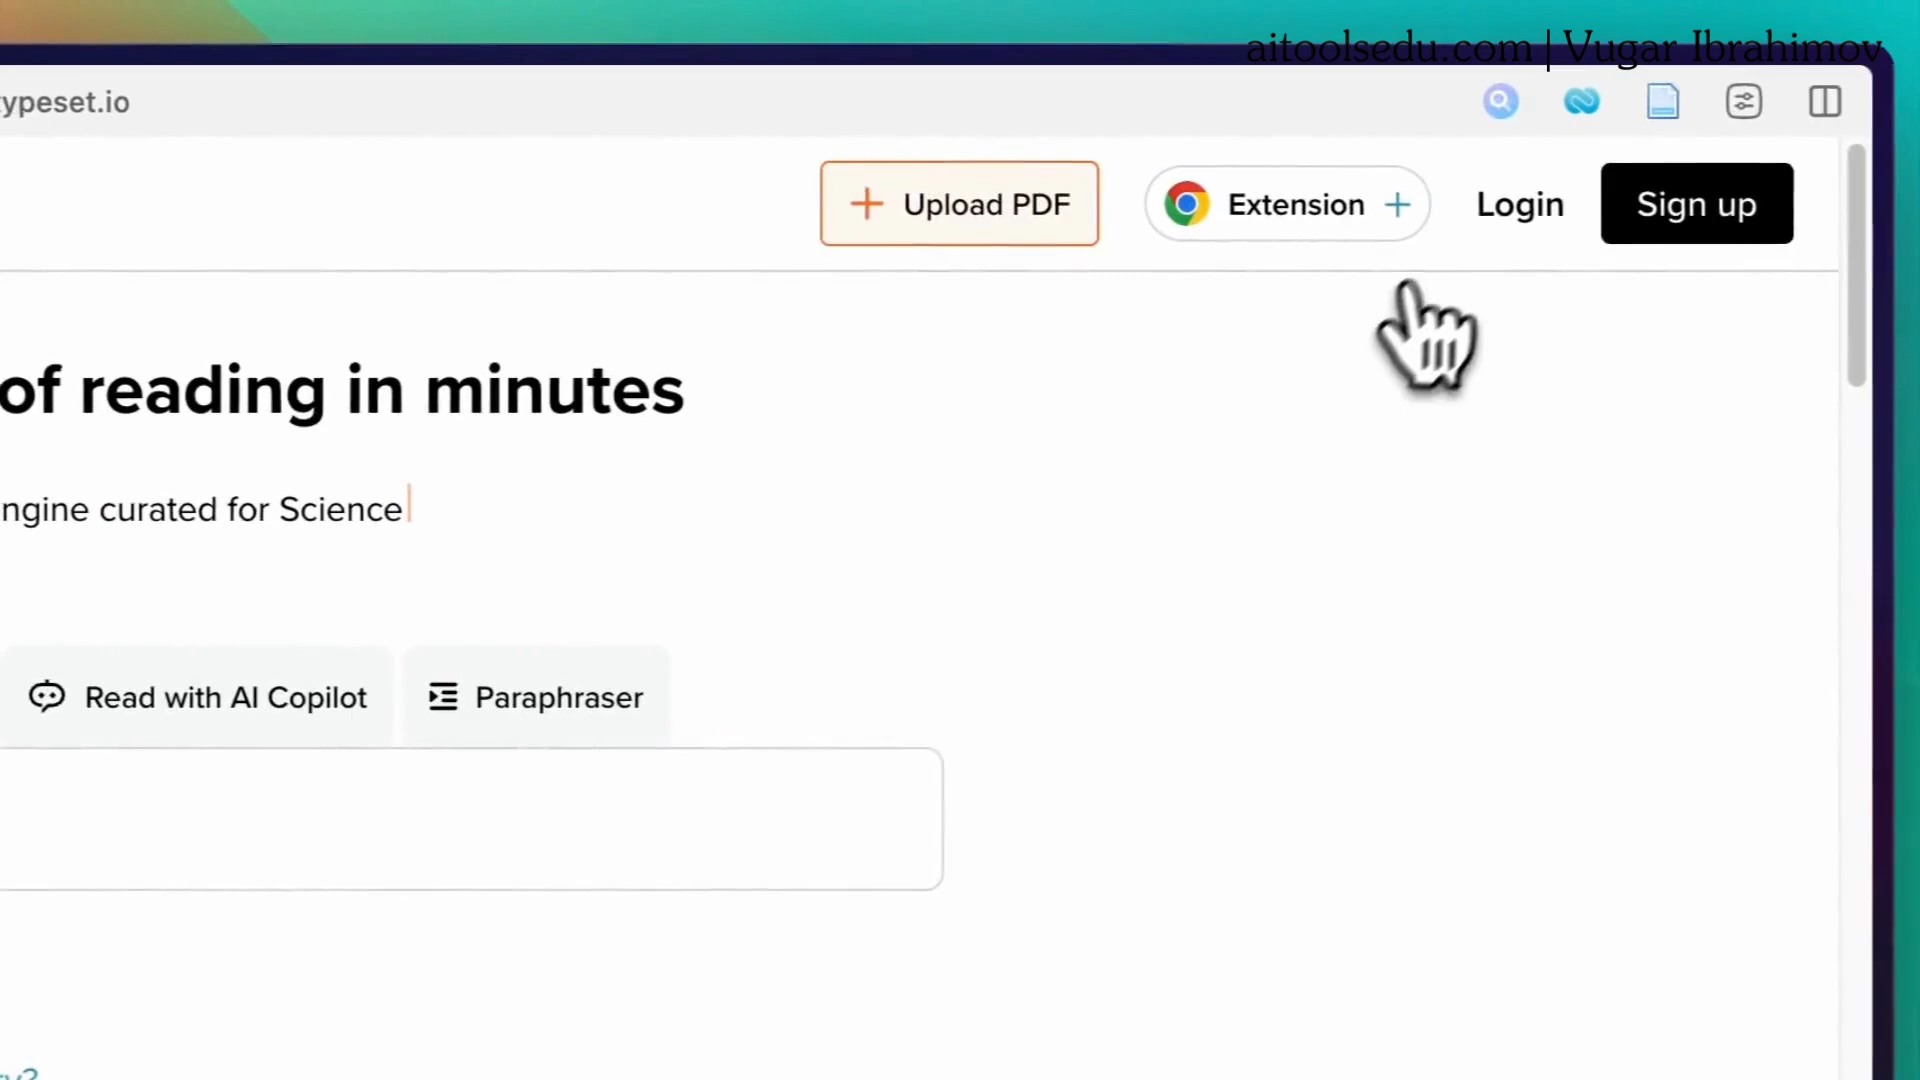 aitoolsedu.com | Vugar Ibrahimov
typeset.io
Upload PDF
Extension
Login
Sign up
of reading in minutes
ngine curated for Science
Read with AI Copilot
Paraphraser